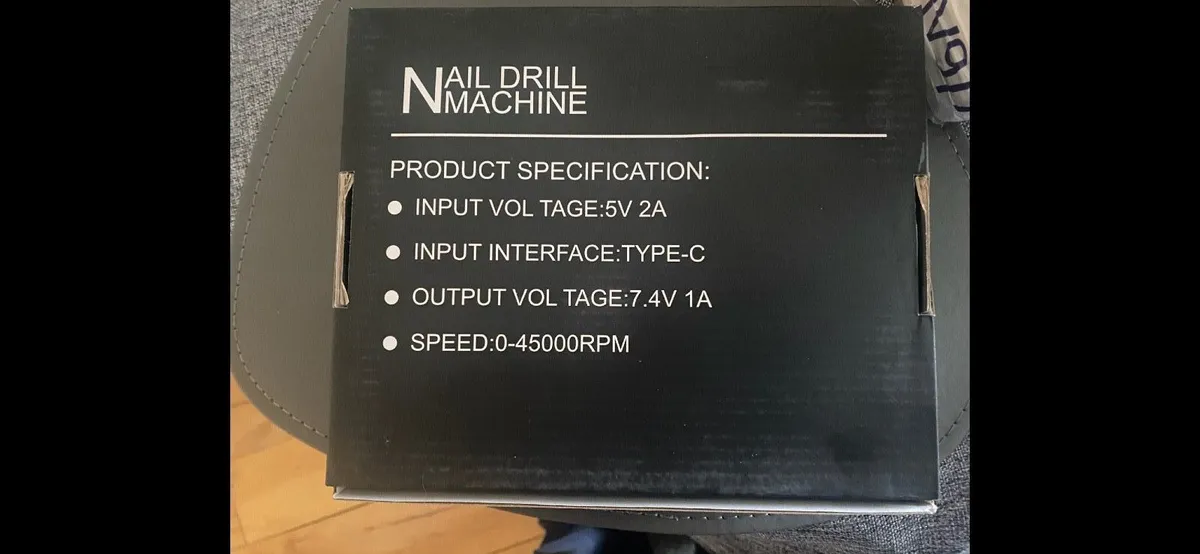 NAIL DRILL
MACHINE
PRODUCT SPECIFICATION:
● INPUT VOL TAGE:5V 2A
● INPUT INTERFACE:TYPE-C
● OUTPUT VOL TAGE:7.4V 1A
● SPEED:0-45000RPM